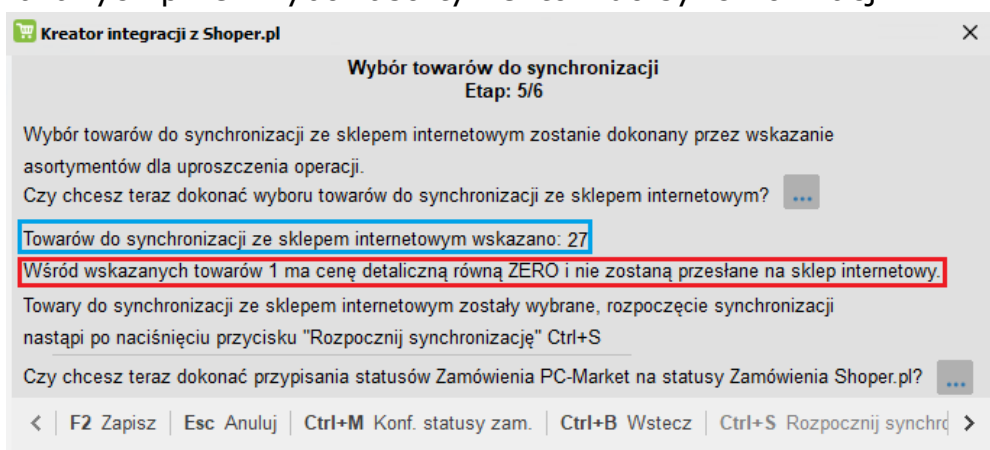 Kreator integracji z Shoper.pl
Wybór towarów do synchronizacji
Etap: 5/6
Wybór towarów do synchronizacji ze sklepem internetowym zostanie dokonany przez wskazanie
asortymentów dla uproszczenia operacji.
Czy chcesz teraz dokonać wyboru towarów do synchronizacji ze sklepem internetowym? ...
Towarów do synchronizacji ze sklepem internetowym wskazano: 27
Wśród wskazanych towarów 1 ma cenę detaliczną równą ZERO i nie zostaną przesłane na sklep internetowy.
Towary do synchronizacji ze sklepem internetowym zostały wybrane, rozpoczęcie synchronizacji
nastąpi po naciśnięciu przycisku "Rozpocznij synchronizację" Ctrl+S
Czy chcesz teraz dokonać przypisania statusów Zamówienia PC-Market na statusy Zamówienia Shoper.pl? ...
F2 Zapisz | Esc Anuluj | Ctrl+M Konf. statusy zam. | Ctrl+B Wstecz | Ctrl+S Rozpocznij synchro